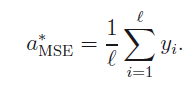 a*_MSE = 1/ℓ ∑_{i=1}^{ℓ} y_i.